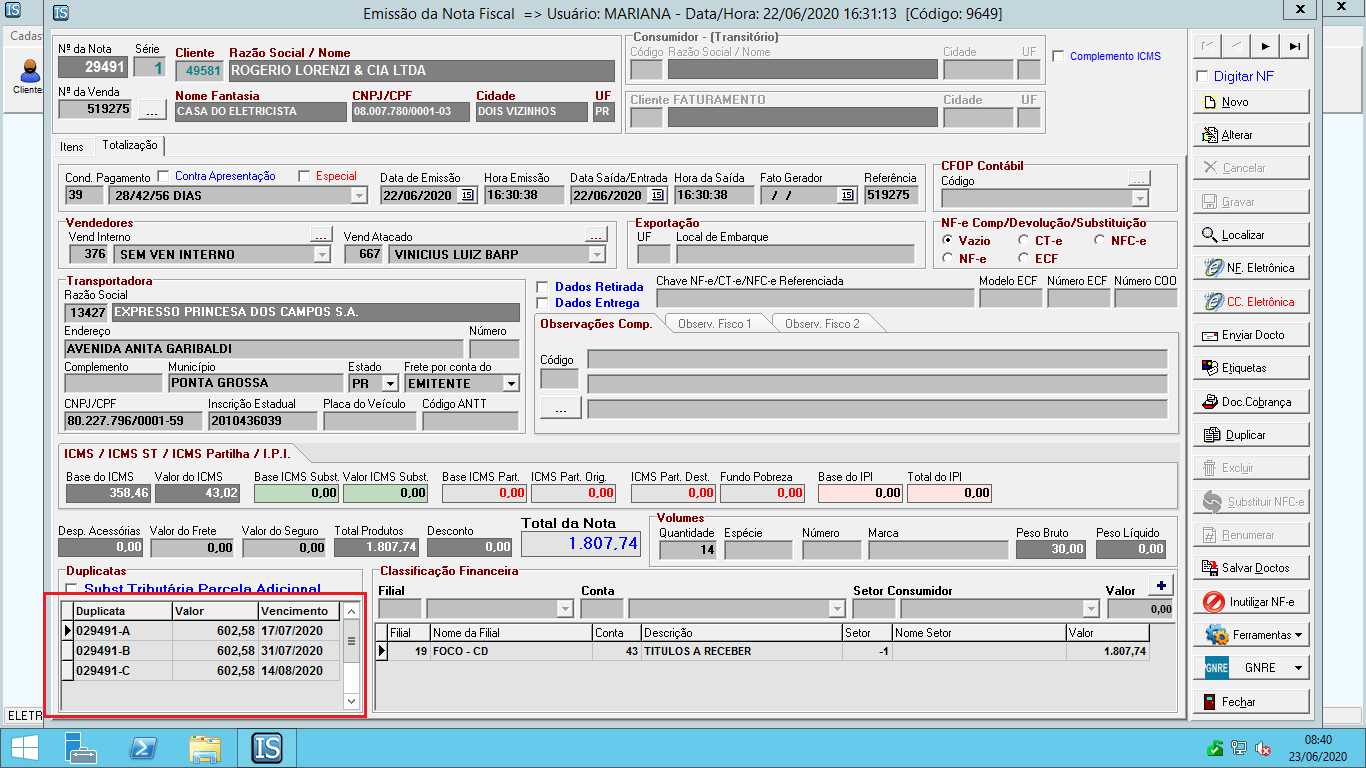 Emissão da Nota Fiscal => Usuário: MARIANA - Data/Hora: 22/06/2020 16:31:13 [Código: 9649]
Cadas
Cliente
Nº da Nota Série
29491 1
Cliente Razão Social / Nome
49581 ROGERIO LORENZI & CIA LTDA
Nº da Venda
519275 ...
Nome Fantasia CNPJ/CPF Cidade UF
CASA DO ELETRICISTA 08.007.780/0001-03 DOIS VIZINHOS PR
Consumidor - (Transitório)
Código Razão Social / Nome Cidade UF
Cliente FATURAMENTO Cidade UF
Complemento ICMS
Itens Totalização
Cond. Pagamento Contra Apresentação Especial Data de Emissão Hora Emissão Data Saída/Entrada Hora da Saída Fato Gerador Referência
39 28/42/56 DIAS 22/06/2020 15 16:30:38 22/06/2020 15 16:30:38 / / 15 519275
CFOP Contábil
Código ...
Vendedores
Vend Interno ... Vend Atacado ...
376 SEM VEN INTERNO 667 VINICIUS LUIZ BARP
Exportação
UF Local de Embarque
NF-e Comp/Devolução/Substituição
Vazio CT-e NFC-e
NF-e ECF
Transportadora
Razão Social
13427 EXPRESSO PRINCESA DOS CAMPOS S.A.
Endereço Número
AVENIDA ANITA GARIBALDI
Complemento Município Estado Frete por conta do
PONTA GROSSA PR EMITENTE
CNPJ/CPF Inscrição Estadual Placa do Veículo Código ANTT
80.227.796/0001-59 2010436039
Dados Retirada
Dados Entrega
Chave NF-e/CT-e/NFC-e Referenciada Modelo ECF Número ECF Número COO
Observações Comp. Observ. Fisco 1 Observ. Fisco 2
Código
...
ICMS / ICMS ST / ICMS Partilha / I.P.I.
Base do ICMS Valor do ICMS Base ICMS Subst. Valor ICMS Subst. Base ICMS Part. ICMS Part. Orig. ICMS Part. Dest. Fundo Pobreza Base do IPI Total do IPI
358,46 43,02 0,00 0,00 0,00 0,00 0,00 0,00 0,00 0,00
Desp. Acessórias Valor do Frete Valor do Seguro Total Produtos Desconto Total da Nota
0,00 0,00 0,00 1.807,74 0,00 1.807,74
Volumes
Quantidade Espécie Número Marca Peso Bruto Peso Líquido
14 30,00 0,00
Duplicatas
Subst.Tributária Parcela Adicional
Duplicata Valor Vencimento
029491-A 602,58 17/07/2020
029491-B 602,58 31/07/2020
029491-C 602,58 14/08/2020
Classificação Financeira
Filial Conta Setor Consumidor Valor +
0,00
Filial Nome da Filial Conta Descrição Setor Nome Setor Valor
19 FOCO - CD 43 TITULOS A RECEBER -1 1.807,74
Digitar NF
Novo
Alterar
Cancelar
Gravar
Localizar
NF. Eletrônica
CC. Eletrônica
Enviar Docto
Etiquetas
Doc.Cobrança
Duplicar
Excluir
Substituir NFC-e
Renumerar
Salvar Doctos
Inutilizar NF-e
Ferramentas
GNRE GNRE
Fechar
ELETR
IS
08:40
23/06/2020